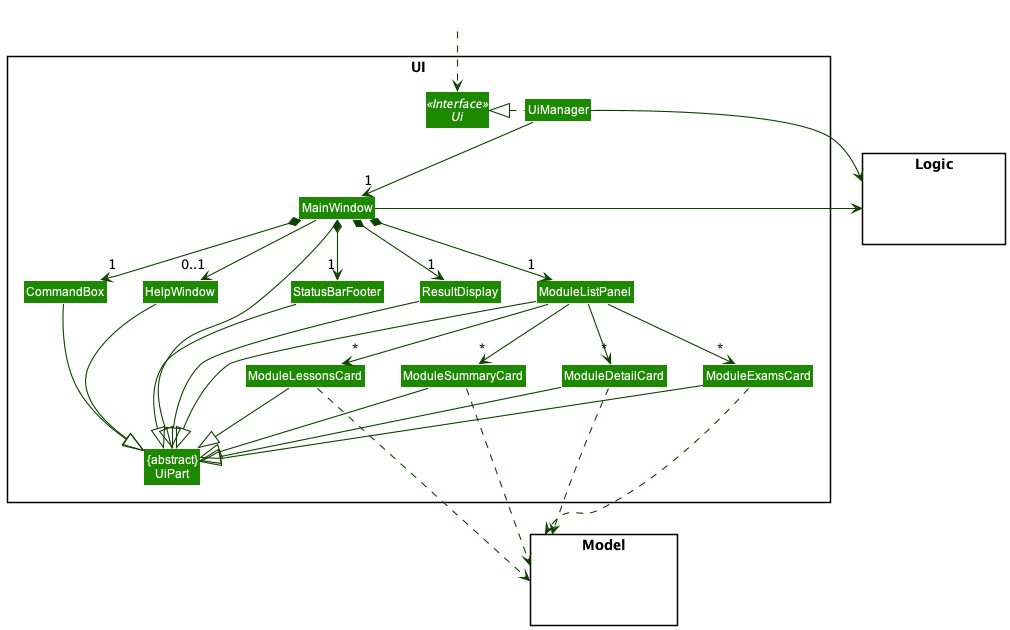 UI
«Interface»
Ui
UiManager
Logic
1
MainWindow
1
0..1
1
1
1
CommandBox
HelpWindow
StatusBarFooter
ResultDisplay
ModuleListPanel
*
*
*
*
ModuleLessonsCard
ModuleSummaryCard
ModuleDetailCard
ModuleExamsCard
{abstract}
UiPart
Model